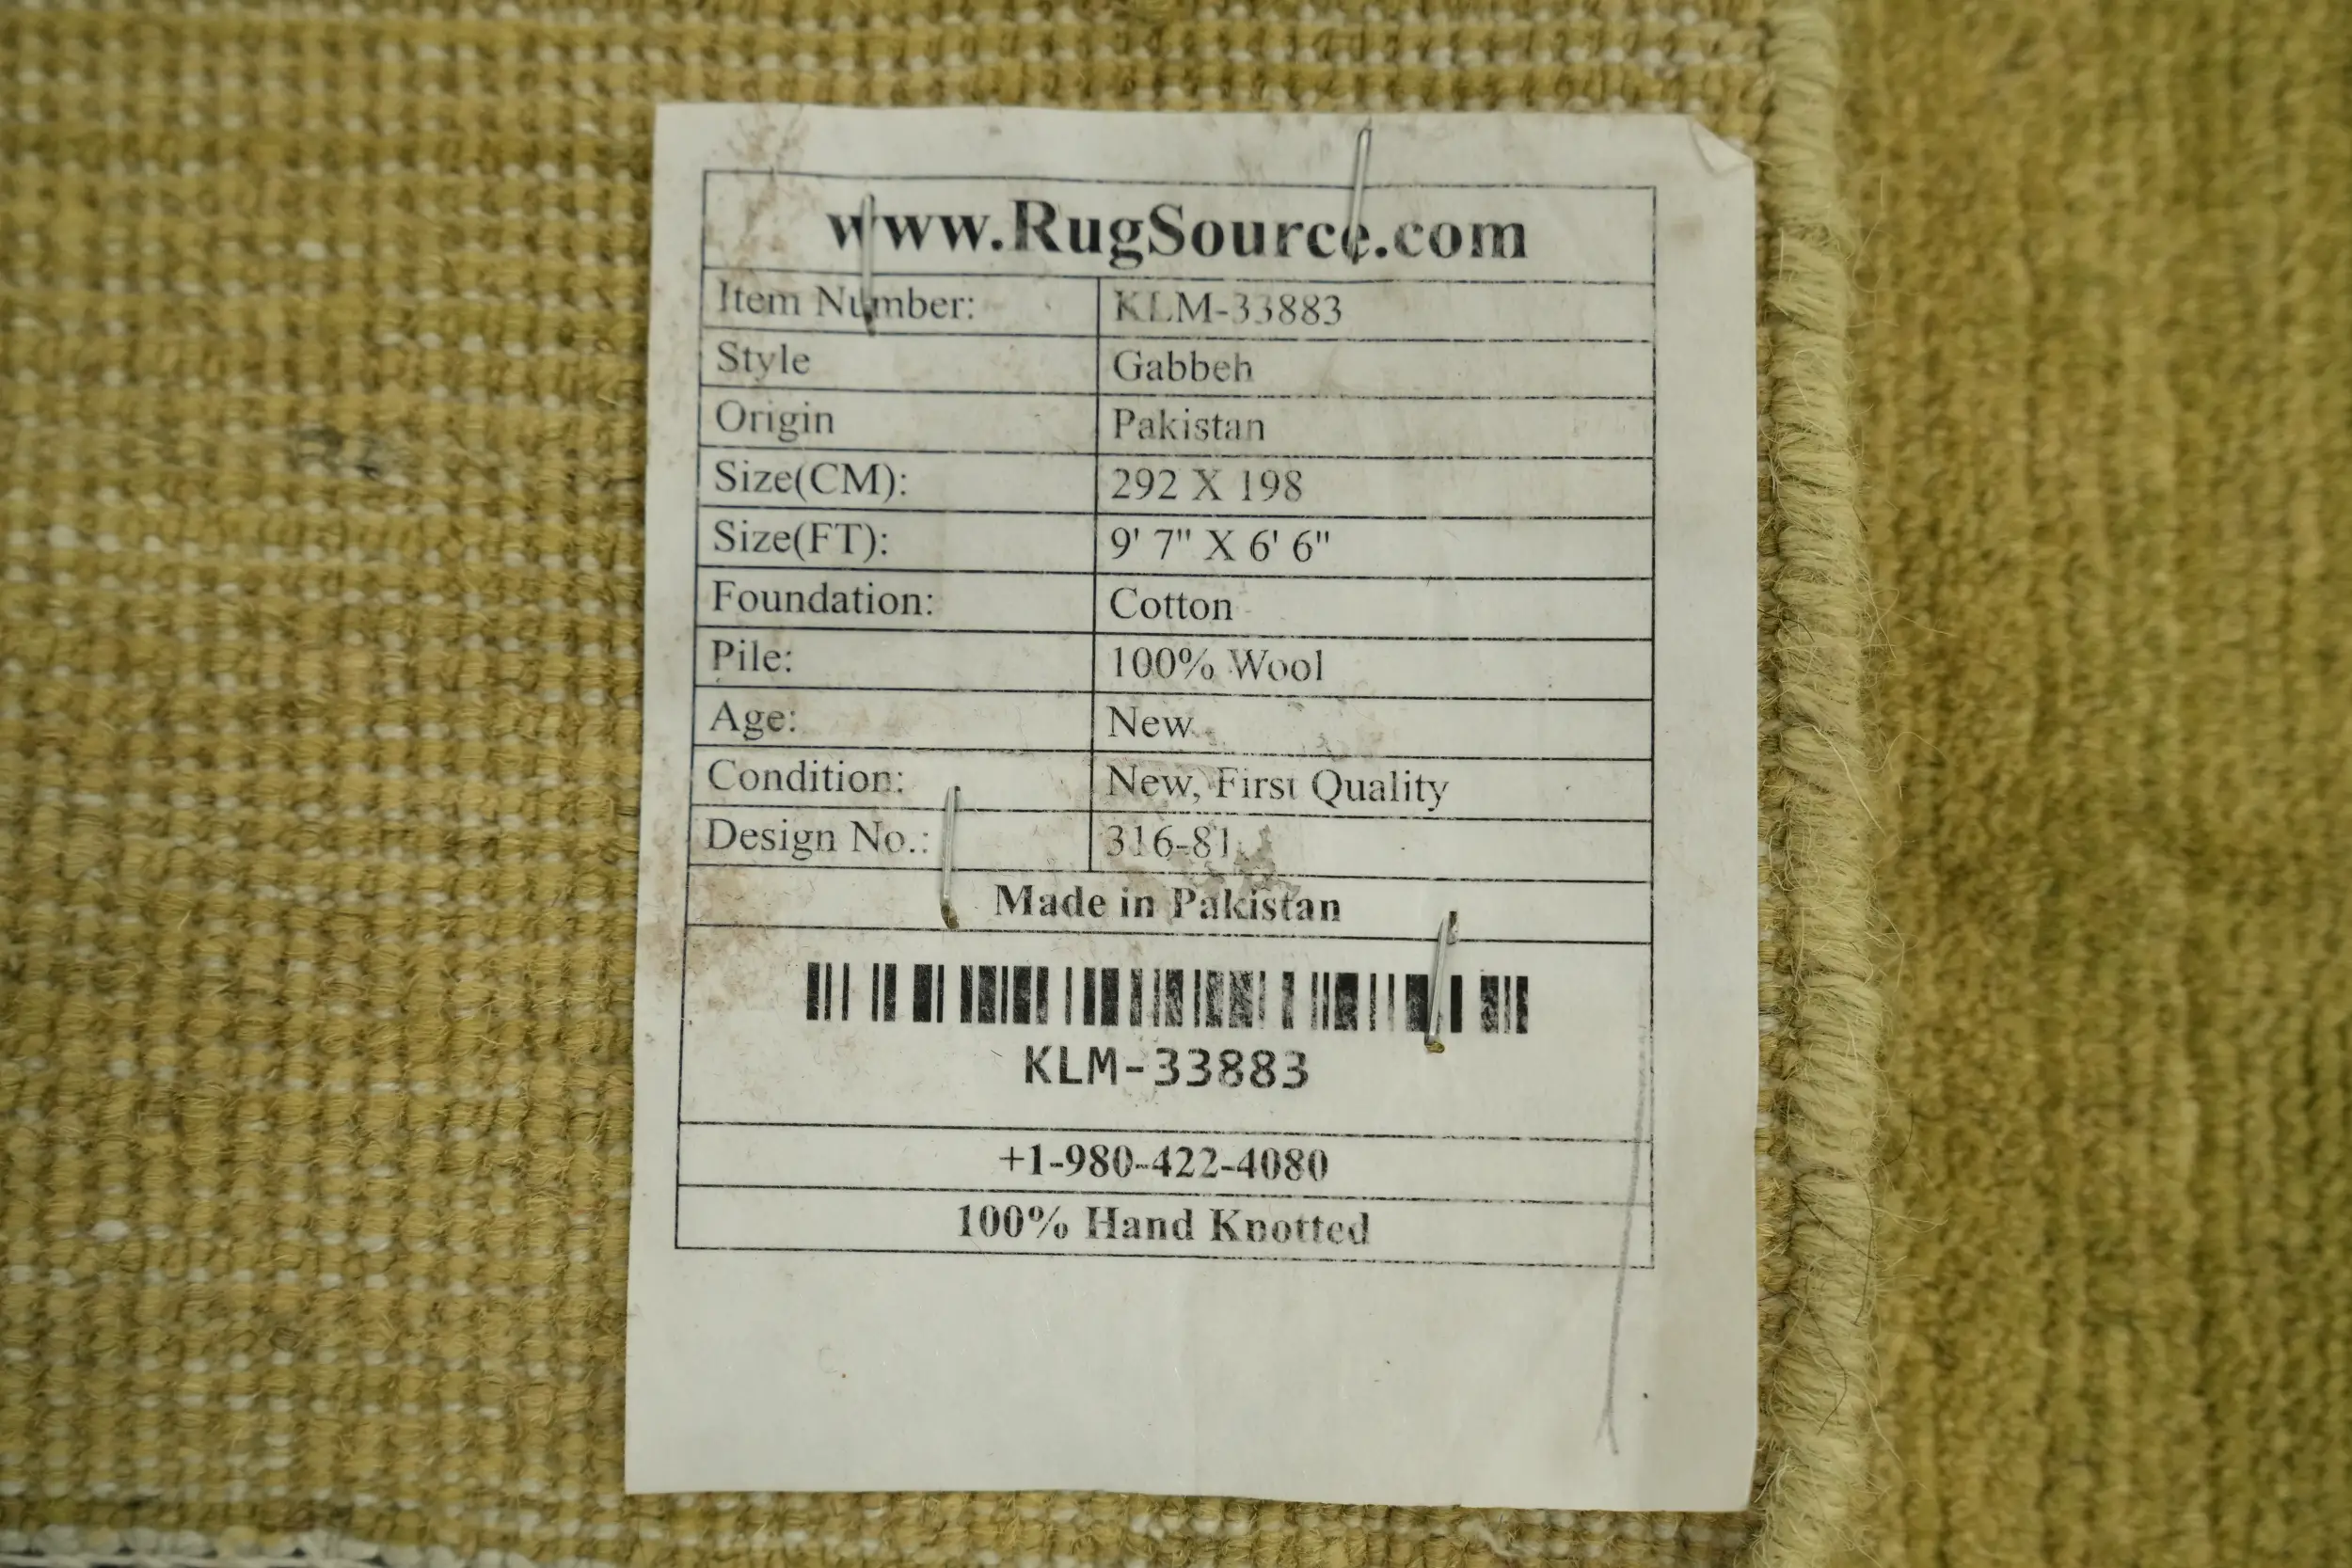 www.RugSource.com
Item Number: KLM-33883
Style Gabbeh
Origin Pakistan
Size(CM): 292 X 198
Size(FT): 9' 7" X 6' 6"
Foundation: Cotton
Pile: 100% Wool
Age: New
Condition: New, First Quality
Design No.: 316-81
Made in Pakistan
KLM-33883
+1-980-422-4080
100% Hand Knotted